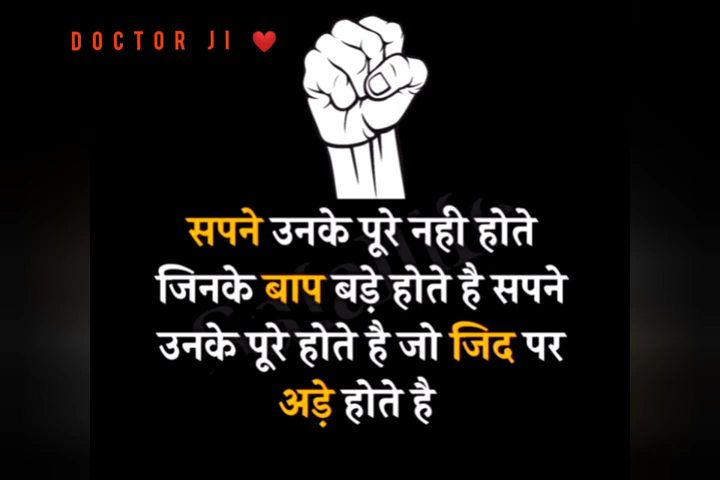 DOCTOR JI ❤️
सपने उनके पूरे नही होते
जिनके बाप बड़े होते है सपने
उनके पूरे होते है जो जिद पर
अड़े होते है